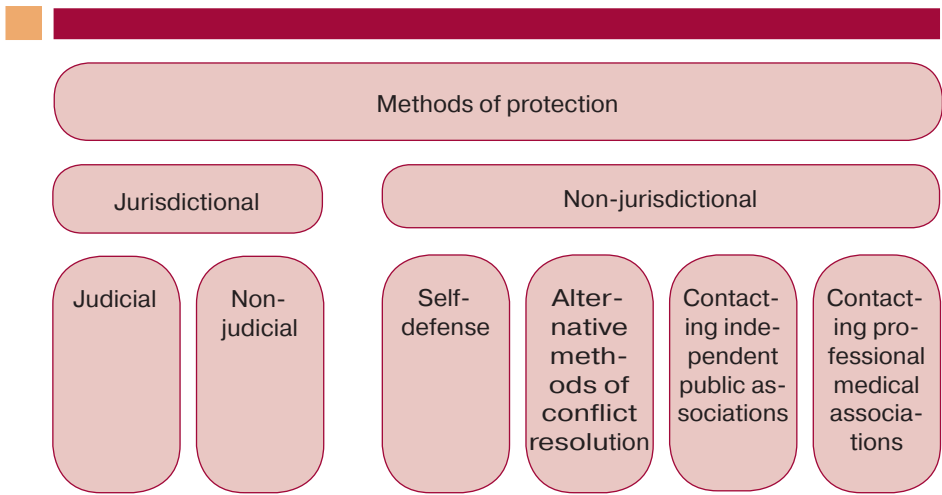 Methods of protection
Jurisdictional
Non-jurisdictional
Judicial
Non-
judicial
Self-
defense
Alter-
native
meth-
ods of
conflict
resolution
Contact-
ing inde-
pendent
public as-
sociations
Contact-
ing pro-
fessional
medical
associa-
tions